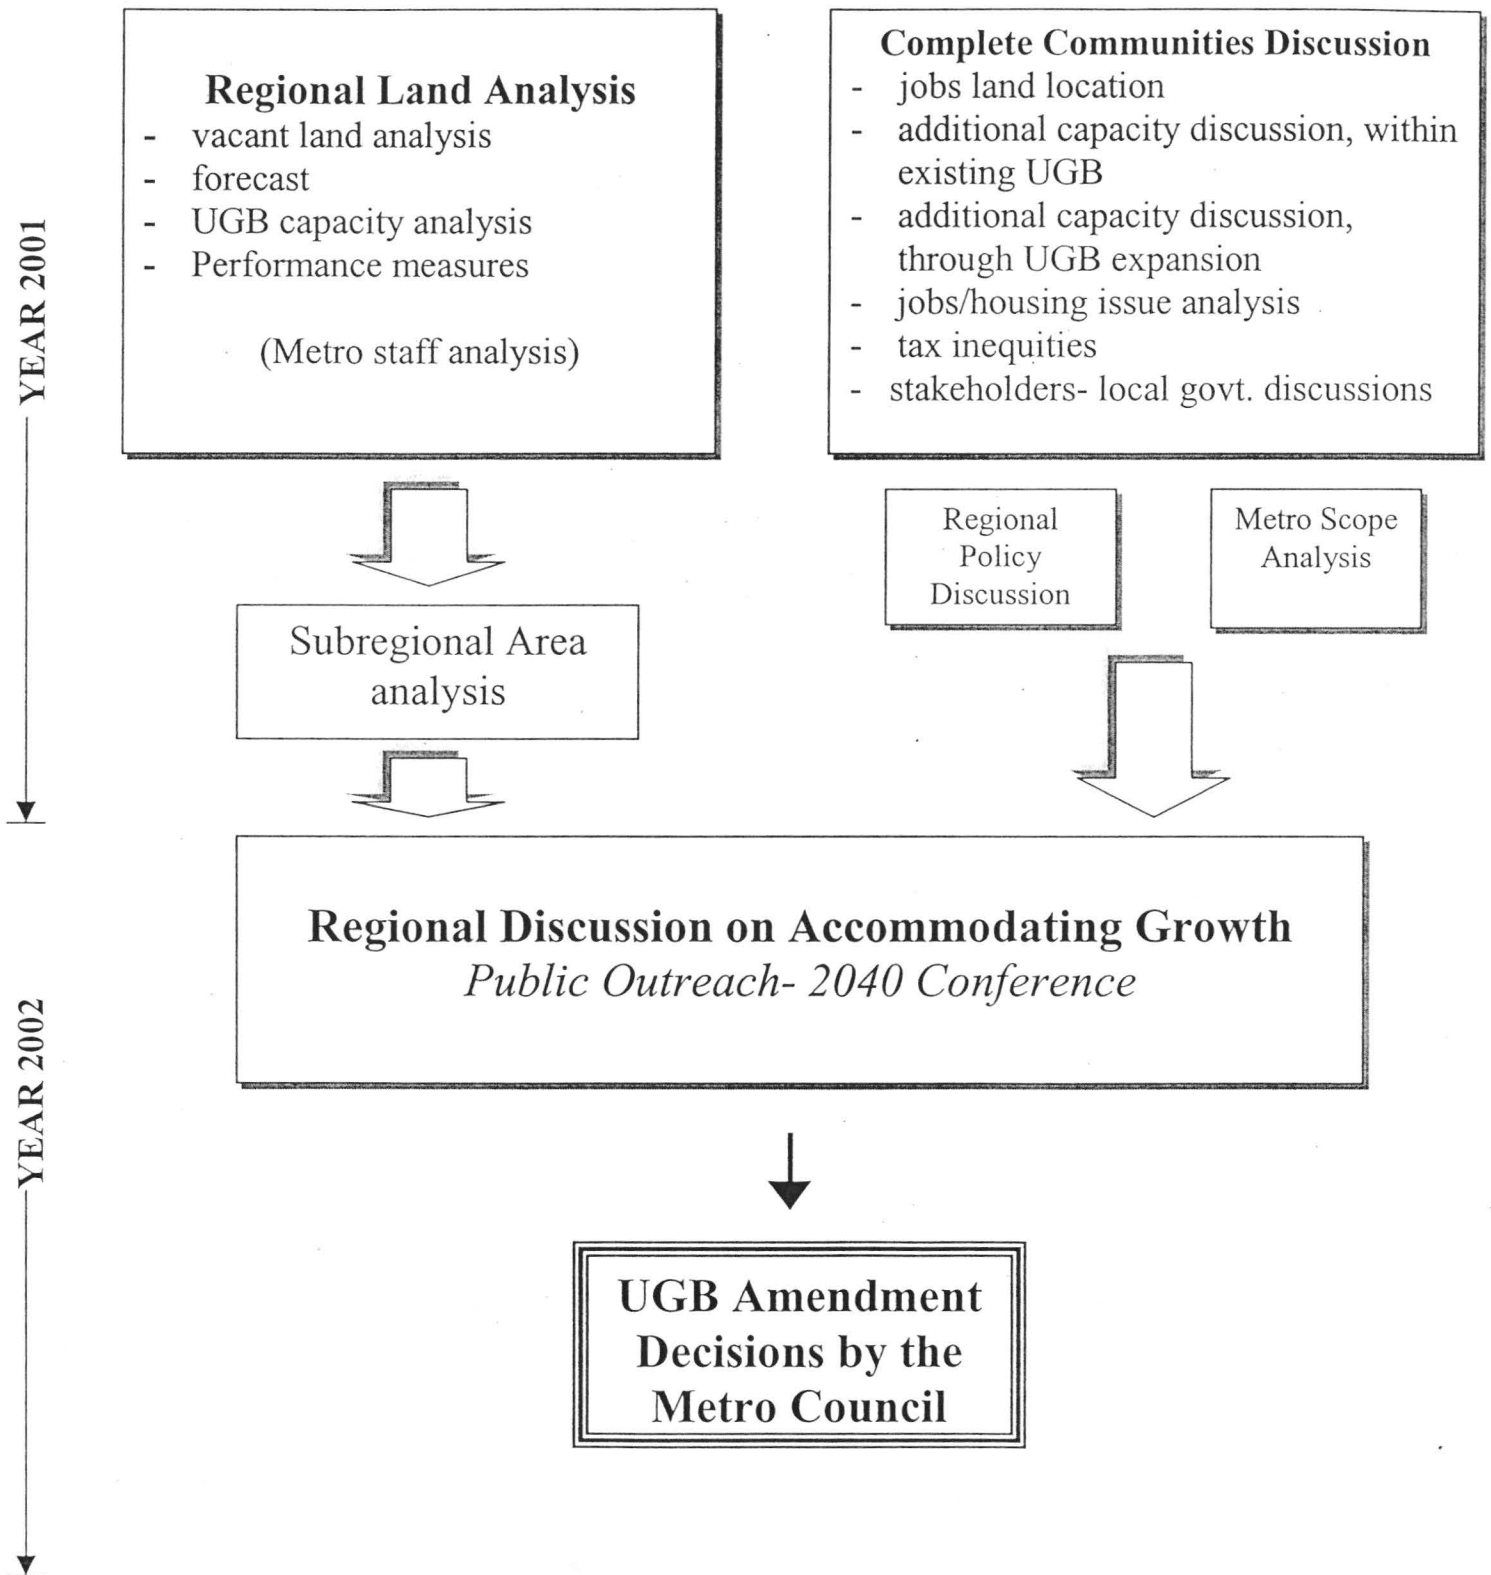 YEAR 2001
Regional Land Analysis
- vacant land analysis
- forecast
- UGB capacity analysis
- Performance measures
(Metro staff analysis)
Complete Communities Discussion
- jobs land location
- additional capacity discussion, within
existing UGB
- additional capacity discussion,
through UGB expansion
- jobs/housing issue analysis
- tax inequities
- stakeholders- local govt. discussions
Regional
Policy
Discussion
Metro Scope
Analysis
Subregional Area
analysis
YEAR 2002
Regional Discussion on Accommodating Growth
Public Outreach- 2040 Conference
UGB Amendment
Decisions by the
Metro Council